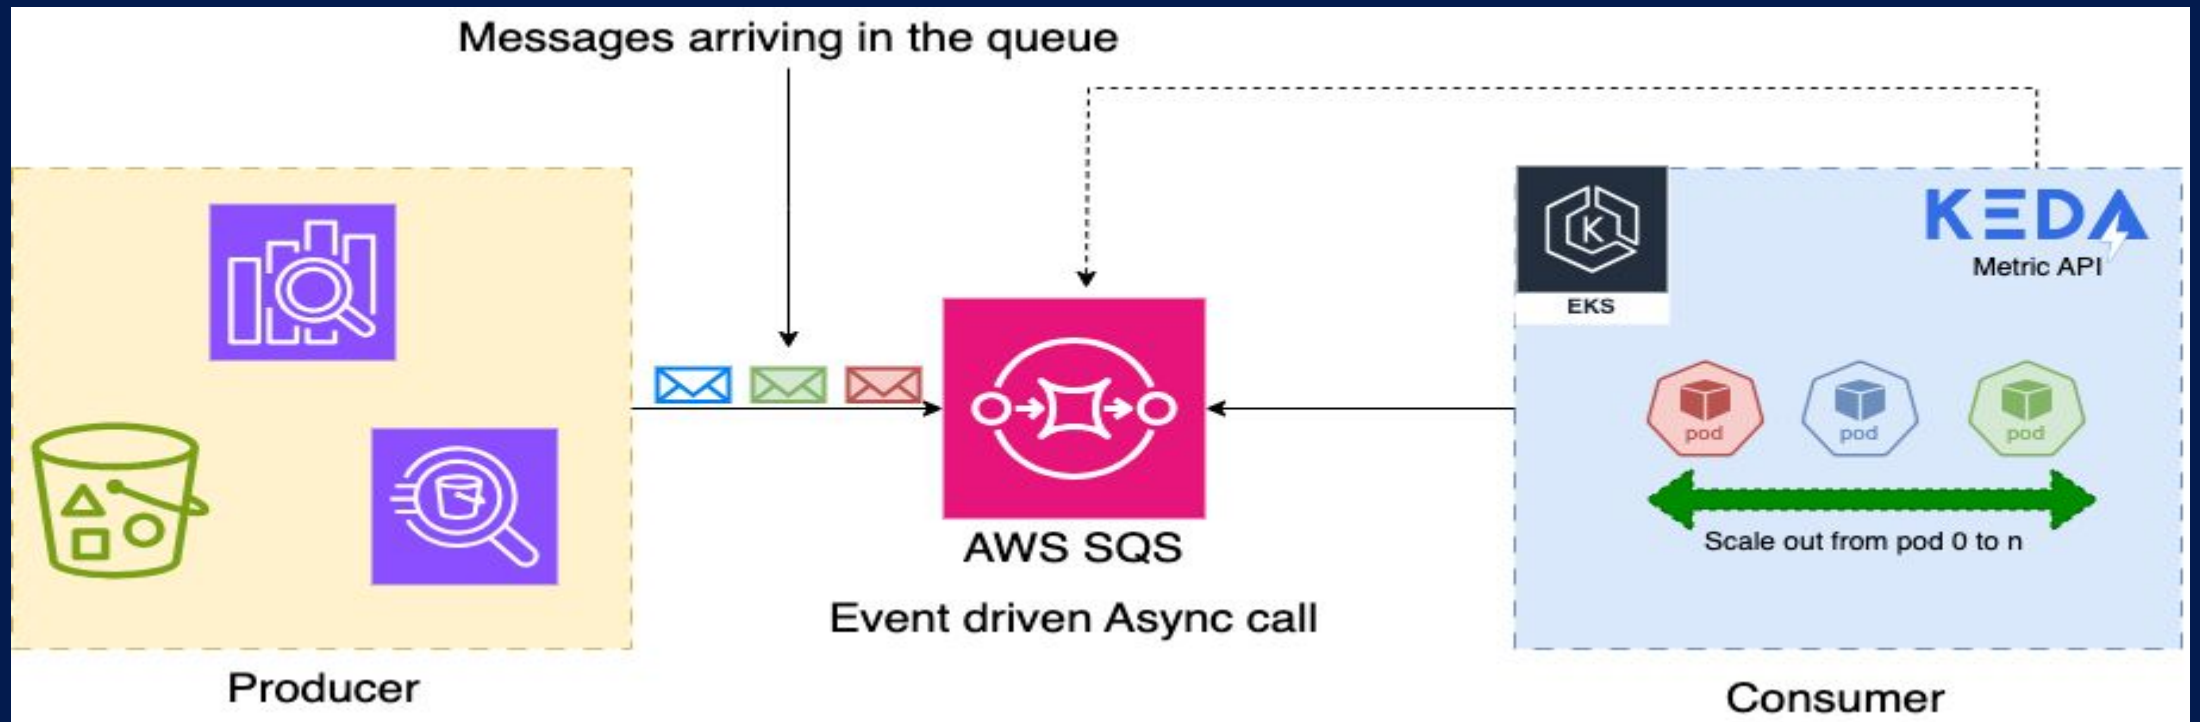 Messages arriving in the queue
KEDA
Metric API
K
EKS
pod
pod
pod
Scale out from pod 0 to n
AWS SQS
Event driven Async call
Producer
Consumer